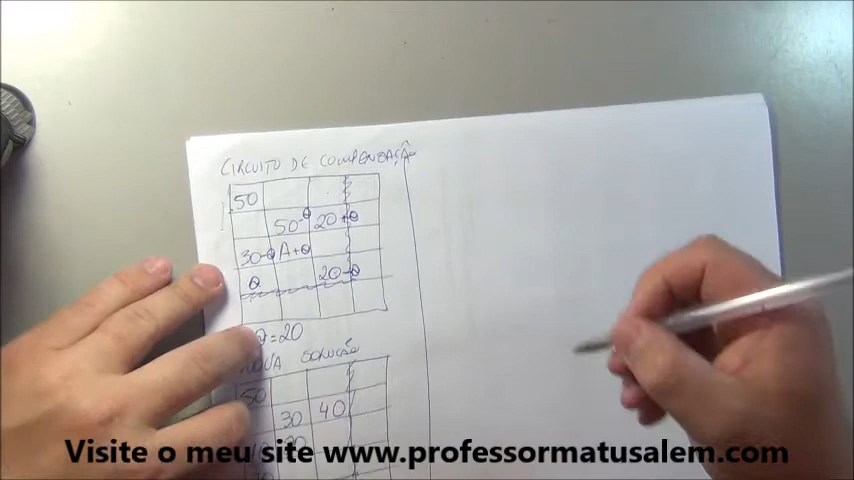 CIRCUITO DE COMPENSAÇÃO
50
50-θ 20+θ
30-θ A+θ
θ 20-θ
θ=20
NOVA SOLUÇÃO
50
30 40
Visite o meu site www.professormatusalem.com